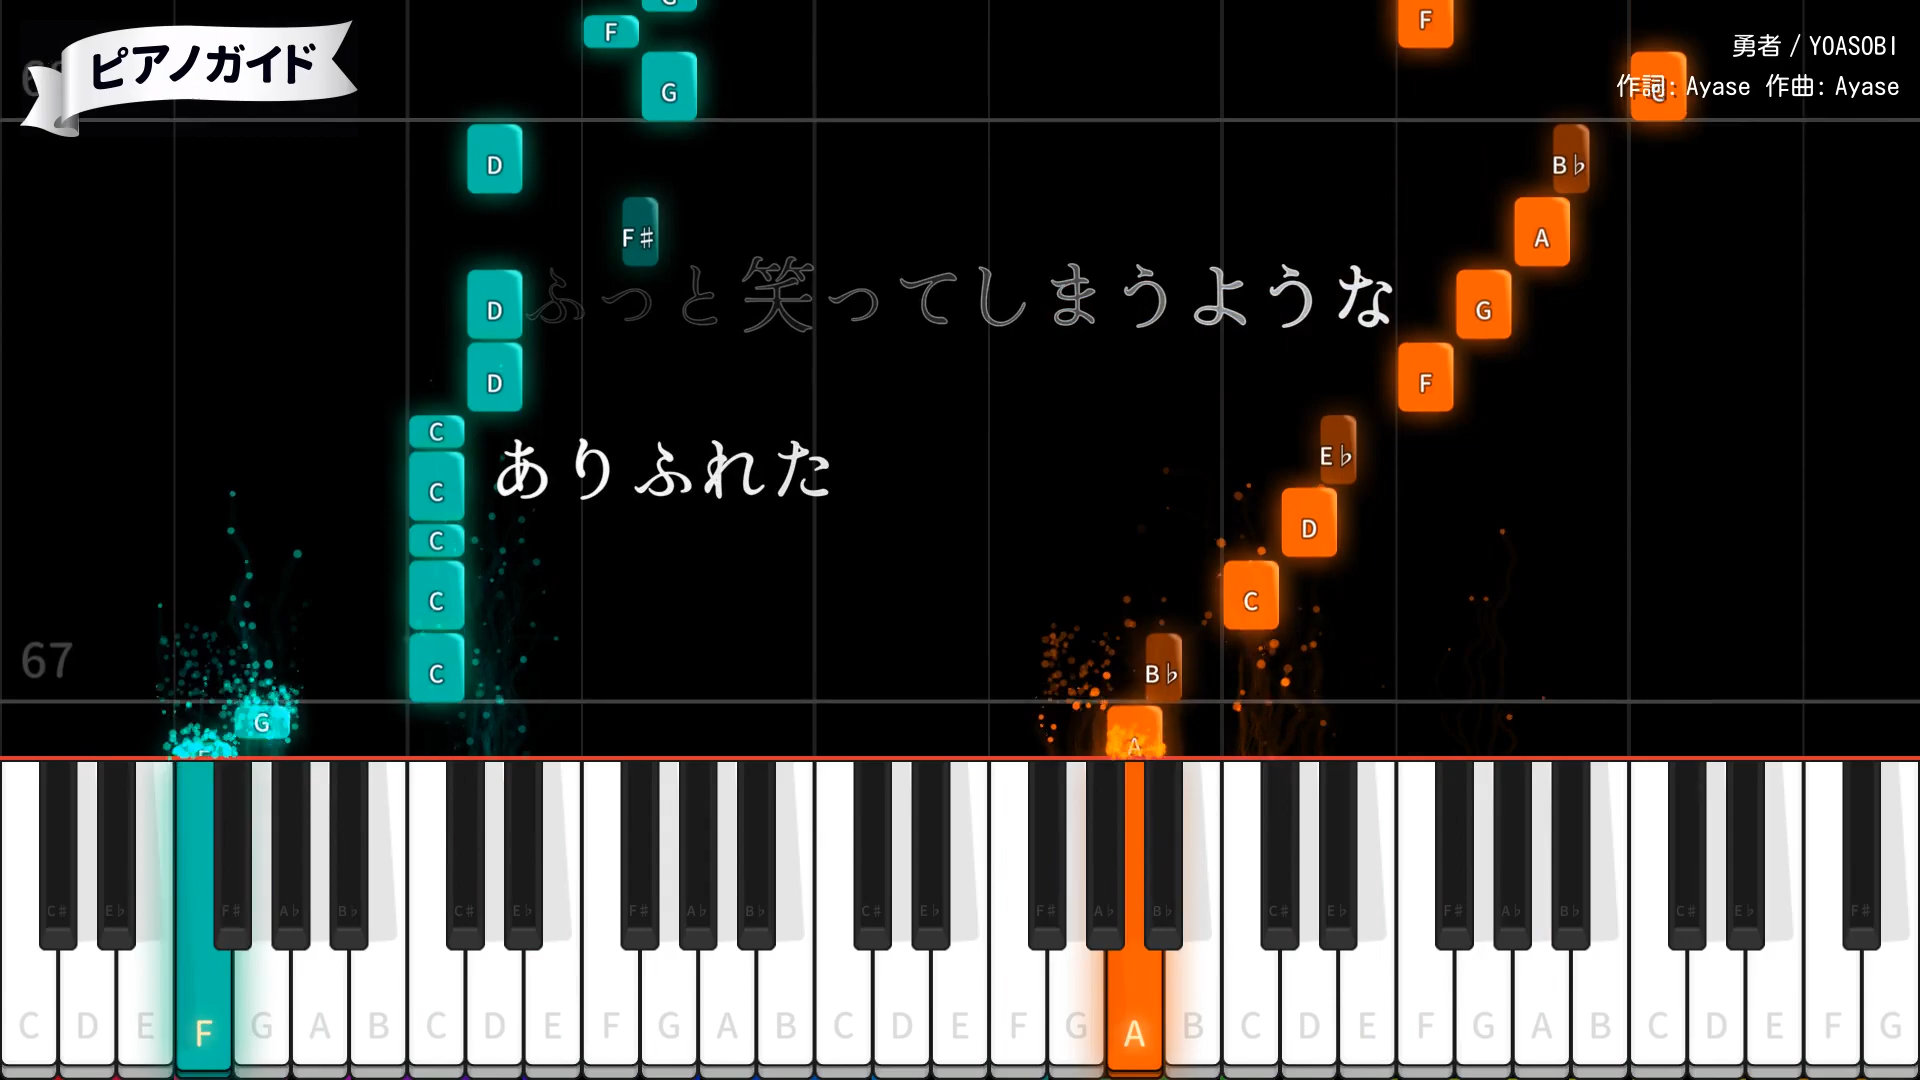 ピアノガイド
勇者 / YOASOBI
作詞: Ayase 作曲: Ayase
G
F
F
G
D
B♭
F♯
A
ふっと笑ってしまうような
D
G
D
F
C
E♭
ありふれた
C
C
D
C
C
67
C
B♭
G
A
C♯ E♭ F♯ A♭ B♭ C♯ E♭ F♯ A♭ B♭ C♯ E♭ F♯ A♭ B♭ C♯ E♭ F♯ A♭ B♭ C♯ E♭ F♯
C D E F G A B C D E F G A B C D E F G A B C D E F G A B C D E F G